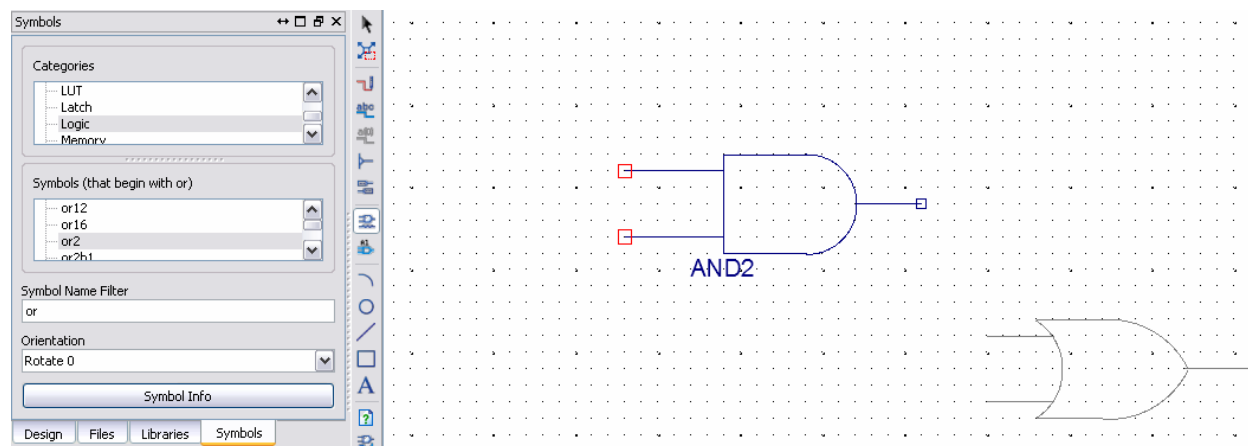 Symbols
Categories
LUT
Latch
Logic
Memory
Symbols (that begin with or)
or12
or16
or2
or2b1
Symbol Name Filter
or
Orientation
Rotate 0
Symbol Info
Design Files Libraries Symbols
abc
A
AND2